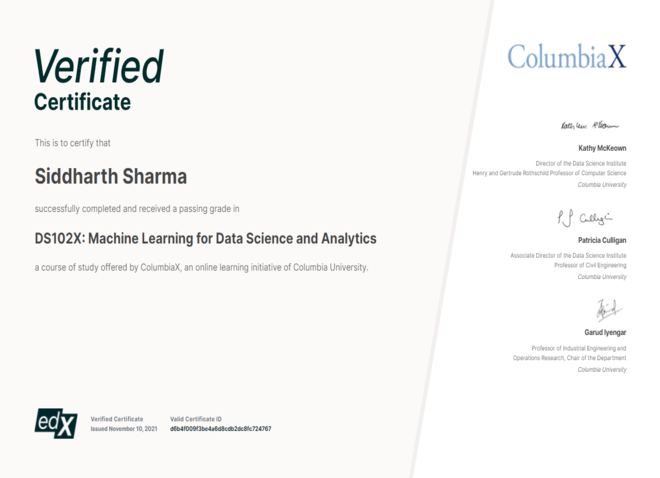 Verified
Certificate
This is to certify that
Siddharth Sharma
successfully completed and received a passing grade in
DS102X: Machine Learning for Data Science and Analytics
a course of study offered by ColumbiaX, an online learning initiative of Columbia University.
ColumbiaX
Kathy McKeown
Director of the Data Science Institute
Henry and Gertrude Rothschild Professor of Computer Science
Columbia University
Patricia Culligan
Associate Director of the Data Science Institute
Professor of Civil Engineering
Columbia University
Garud Iyengar
Professor of Industrial Engineering and
Operations Research, Chair of the Department
Columbia University
edX
Verified Certificate
Issued November 10, 2021
Valid Certificate ID
d6b4f009f3be4a6d8cdb2dc8fc724767